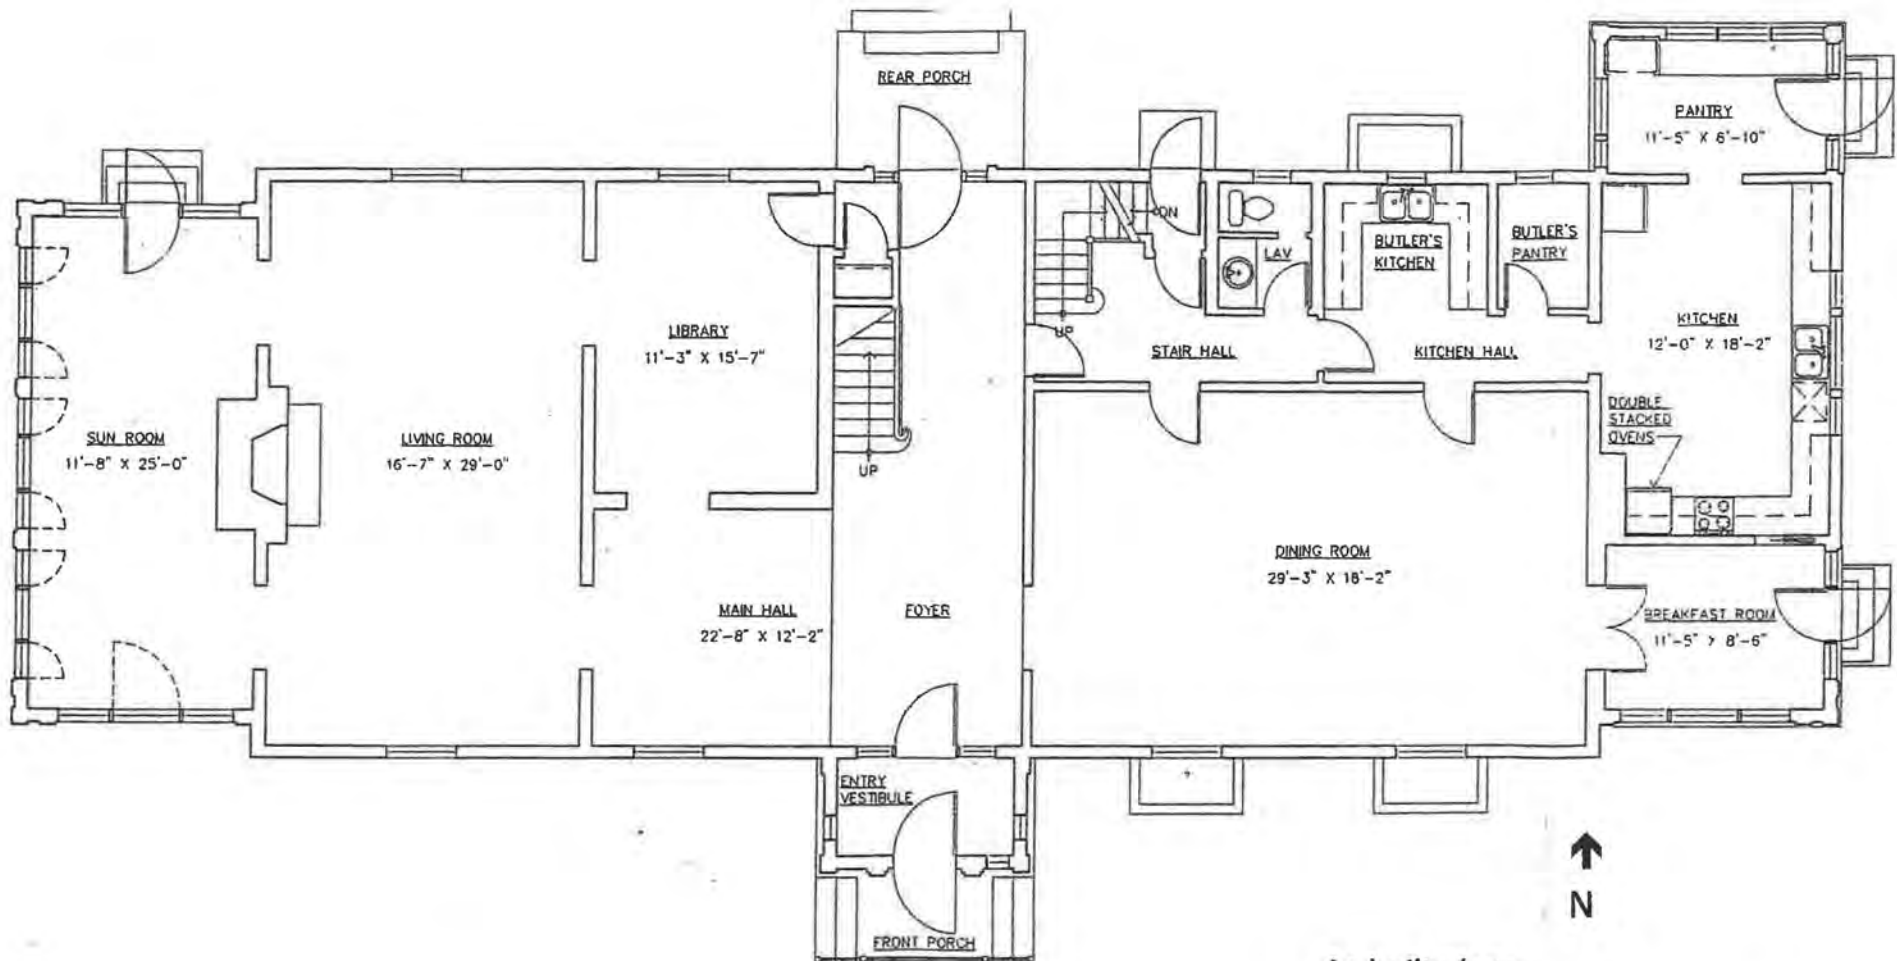 REAR PORCH
PANTRY
11'-5" X 6'-10"
DN
LAV
BUTLER'S
KITCHEN
BUTLER'S
PANTRY
LIBRARY
11'-3" X 15'-7"
UP
STAIR HALL
KITCHEN HALL
KITCHEN
12'-0" X 18'-2"
DOUBLE
STACKED
OVENS
SUN ROOM
11'-8" X 25'-0"
LIVING ROOM
16'-7" X 29'-0"
UP
DINING ROOM
29'-3" X 18'-2"
MAIN HALL
22'-8" X 12'-2"
FOYER
BREAKFAST ROOM
11'-5" X 8'-6"
ENTRY
VESTIBULE
N
FRONT PORCH